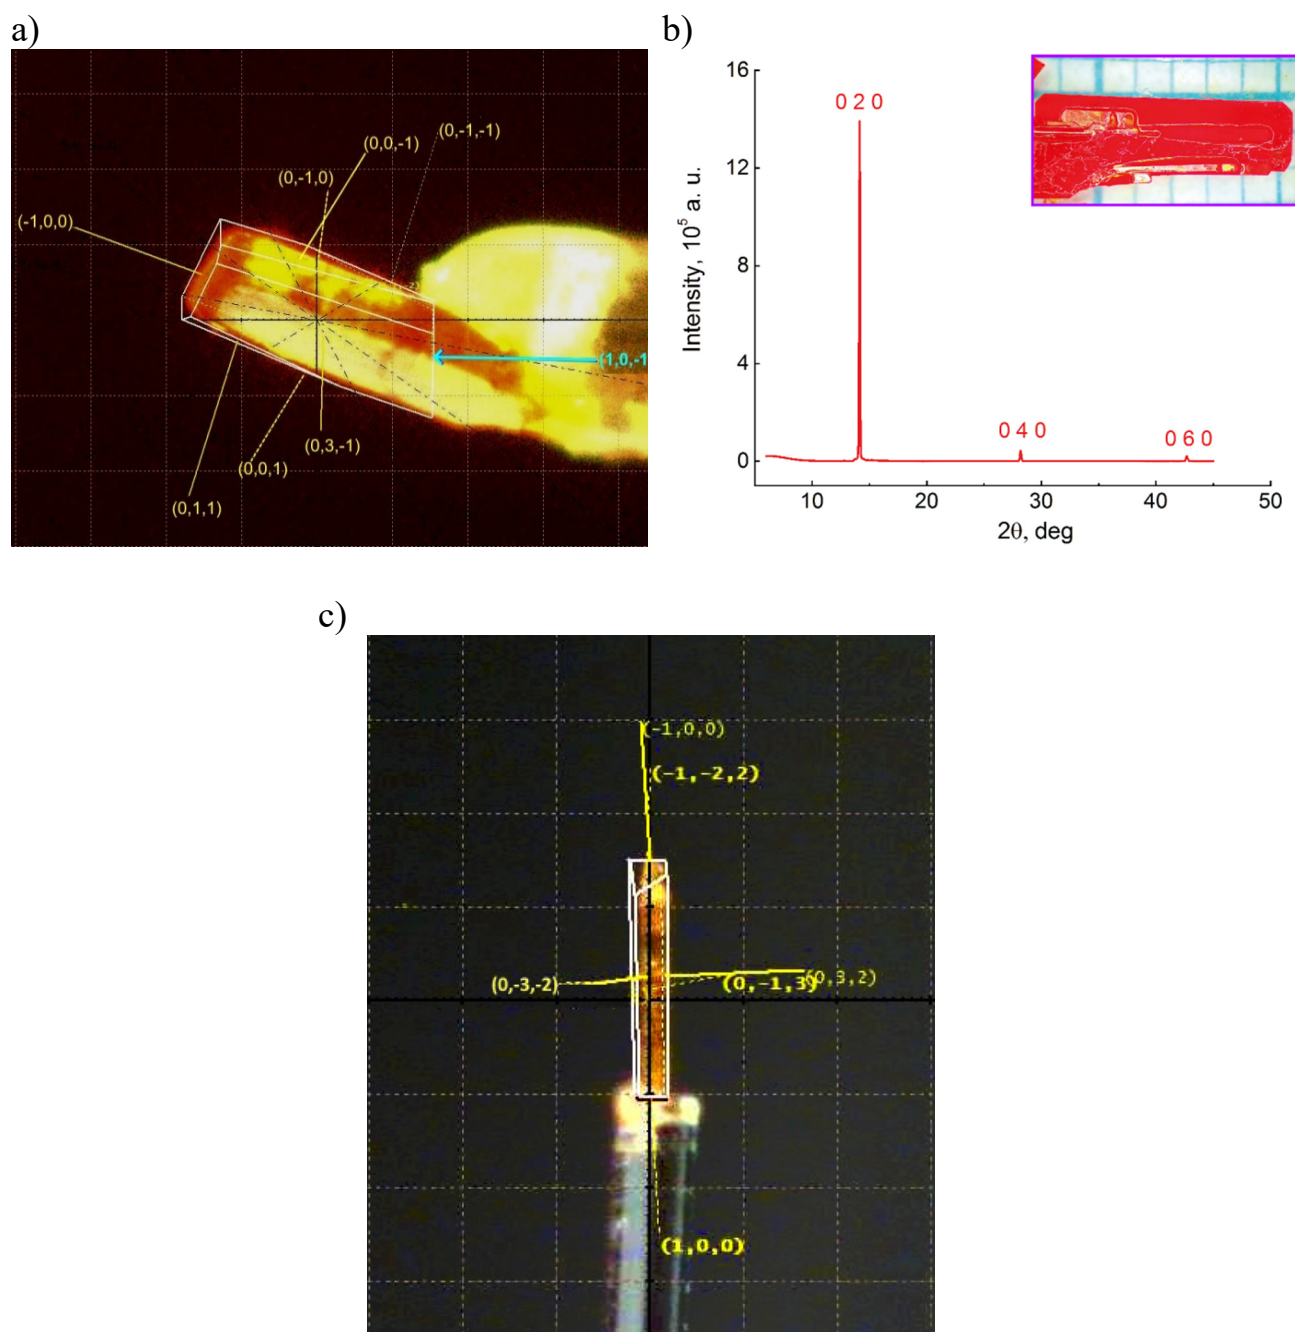 a)
(0,-1,-1)
(0,0,-1)
(0,-1,0)
(-1,0,0)
(1,0,-1
(0,3,-1)
(0,0,1)
(0,1,1)
b)
16
12
8
4
0
Intensity, 10⁵ a. u.
0 2 0
0 4 0
0 6 0
10 20 30 40 50
2θ, deg
c)
(-1,0,0)
(-1,-2,2)
(0,-3,-2)
(0,-1,3)
(0,3,2)
(1,0,0)